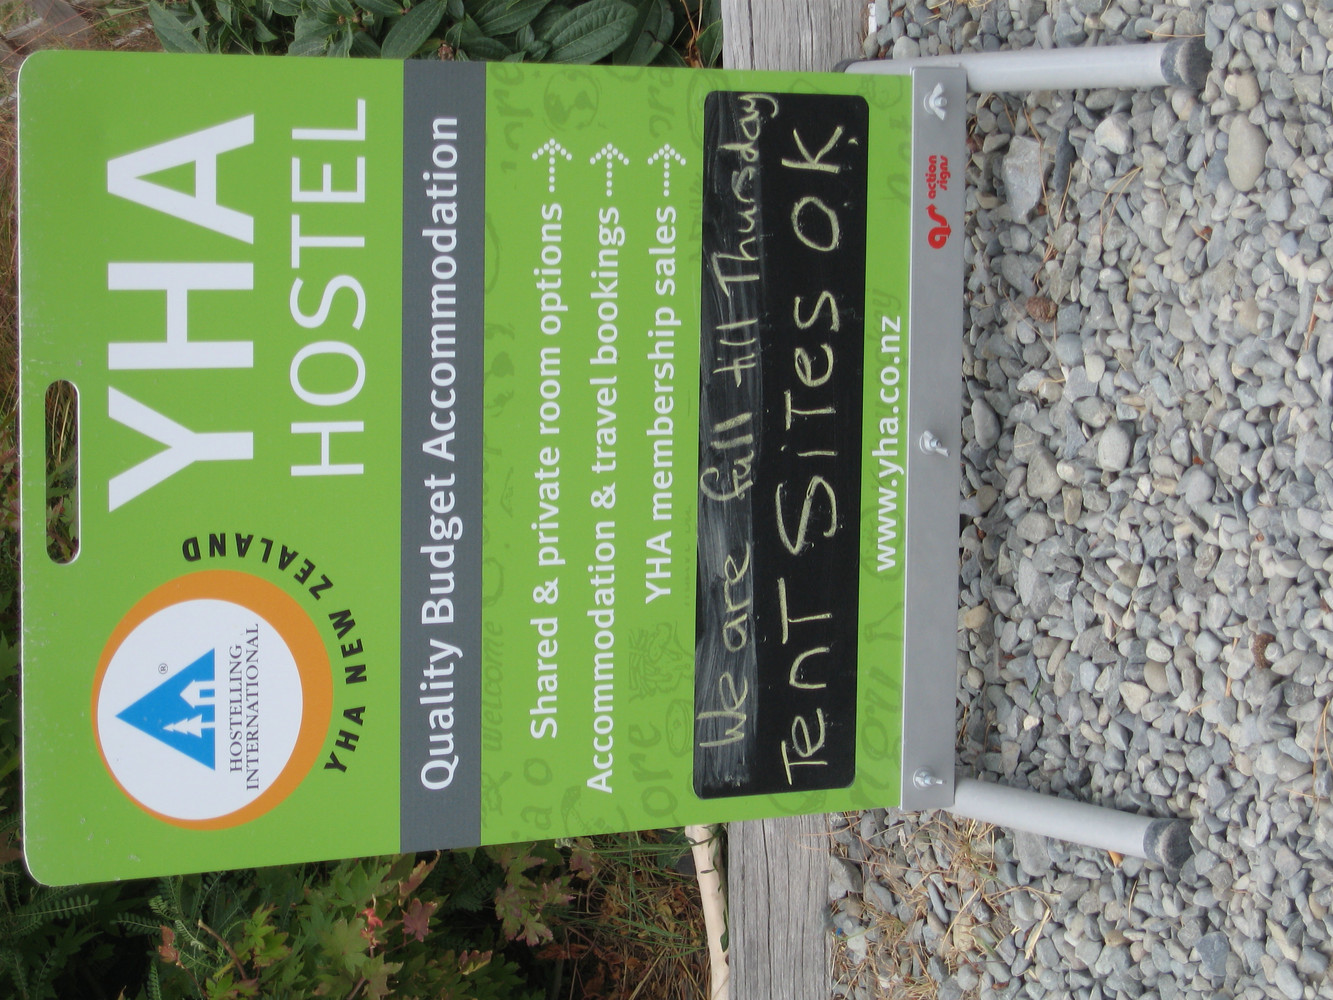 YHA
HOSTEL
HOSTELLING
INTERNATIONAL
®
YHA NEW ZEALAND
Quality Budget Accommodation
Shared & private room options
Accommodation & travel bookings
YHA membership sales
We are full till Thursday
TenT SiTes OK
www.yha.co.nz
action
signs